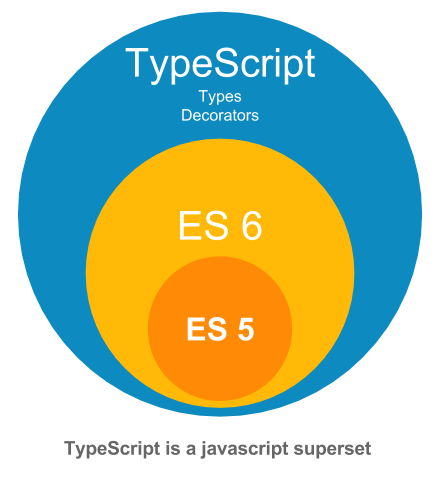 TypeScript
Types
Decorators
ES 6
ES 5
TypeScript is a javascript superset